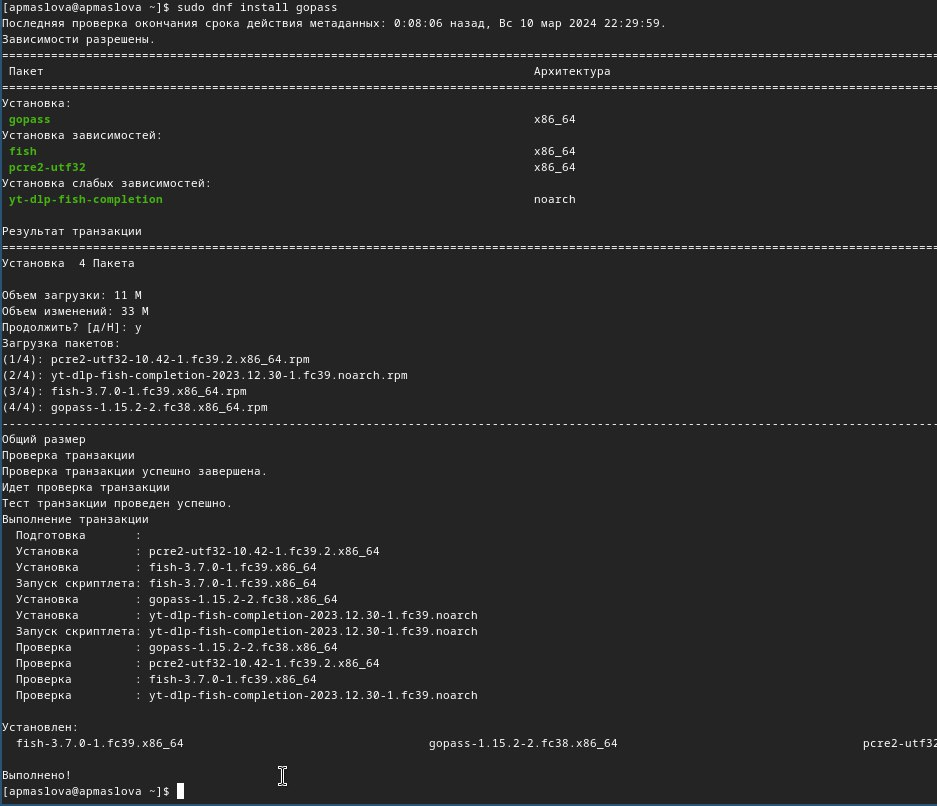 [apmaslova@apmaslova ~]$ sudo dnf install gopass
Последняя проверка окончания срока действия метаданных: 0:08:06 назад, Вс 10 мар 2024 22:29:59.
Зависимости разрешены.
================================================================================
Пакет Архитектура
================================================================================
Установка:
gopass x86_64
Установка зависимостей:
fish x86_64
pcre2-utf32 x86_64
Установка слабых зависимостей:
yt-dlp-fish-completion noarch
Результат транзакции
================================================================================
Установка  4 Пакета
Объем загрузки: 11 M
Объем изменений: 33 M
Продолжить? [д/Н]: y
Загрузка пакетов:
(1/4): pcre2-utf32-10.42-1.fc39.2.x86_64.rpm
(2/4): yt-dlp-fish-completion-2023.12.30-1.fc39.noarch.rpm
(3/4): fish-3.7.0-1.fc39.x86_64.rpm
(4/4): gopass-1.15.2-2.fc38.x86_64.rpm
--------------------------------------------------------------------------------
Общий размер
Проверка транзакции
Проверка транзакции успешно завершена.
Идет проверка транзакции
Тест транзакции проведен успешно.
Выполнение транзакции
Подготовка :
Установка : pcre2-utf32-10.42-1.fc39.2.x86_64
Установка : fish-3.7.0-1.fc39.x86_64
Запуск скриптлета: fish-3.7.0-1.fc39.x86_64
Установка : gopass-1.15.2-2.fc38.x86_64
Установка : yt-dlp-fish-completion-2023.12.30-1.fc39.noarch
Запуск скриптлета: yt-dlp-fish-completion-2023.12.30-1.fc39.noarch
Проверка : gopass-1.15.2-2.fc38.x86_64
Проверка : pcre2-utf32-10.42-1.fc39.2.x86_64
Проверка : fish-3.7.0-1.fc39.x86_64
Проверка : yt-dlp-fish-completion-2023.12.30-1.fc39.noarch
Установлен:
fish-3.7.0-1.fc39.x86_64 gopass-1.15.2-2.fc38.x86_64 pcre2-utf32
Выполнено!
[apmaslova@apmaslova ~]$